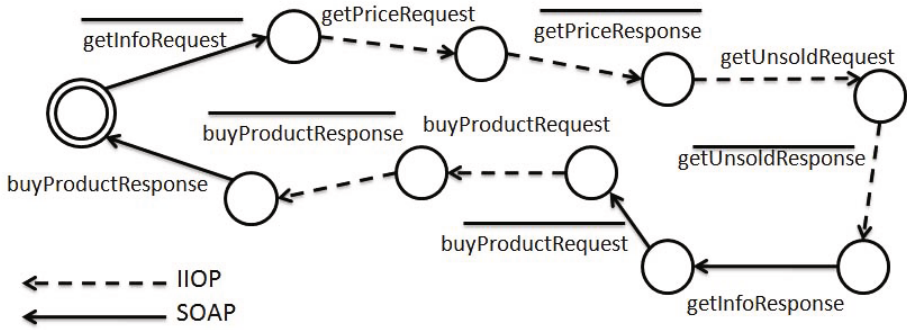 getInfoRequest
getPriceRequest
getPriceResponse
getUnsoldRequest
buyProductResponse
buyProductRequest
getUnsoldResponse
buyProductResponse
buyProductRequest
IIOP
SOAP
getInfoResponse